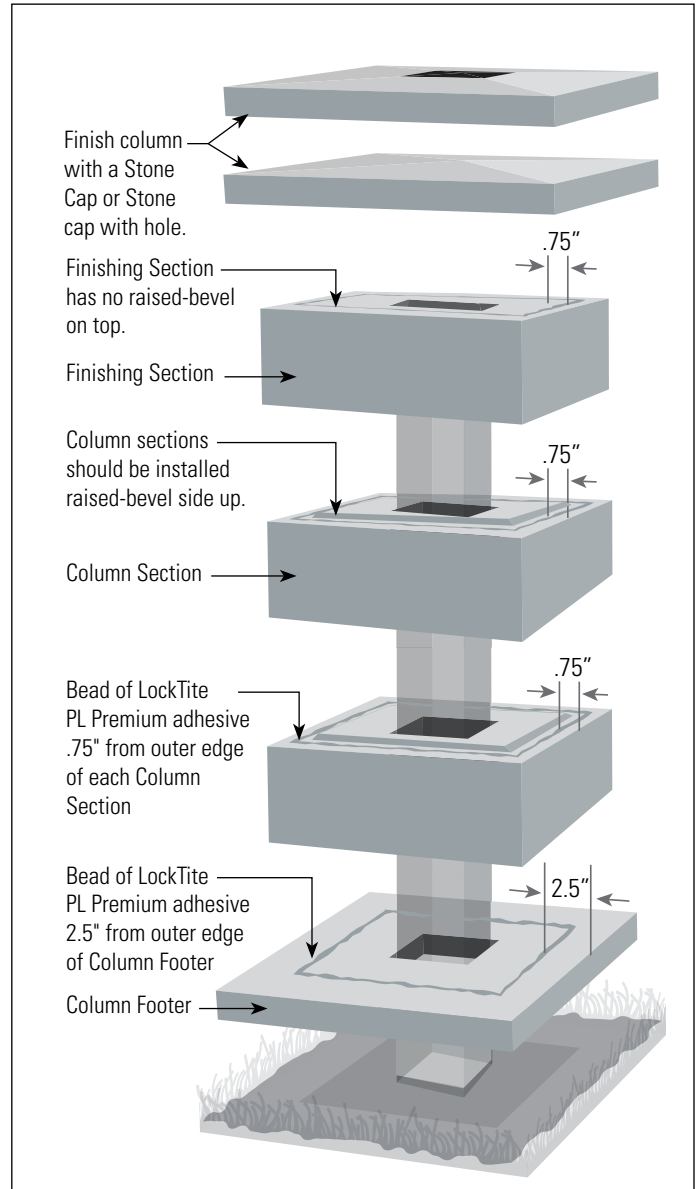 Finish column
with a Stone
Cap or Stone
cap with hole.
.75”
Finishing Section
has no raised-bevel
on top.
Finishing Section
Column sections
should be installed
raised-bevel side up.
.75”
Column Section
.75”
Bead of LockTite
PL Premium adhesive
.75" from outer edge
of each Column
Section
Bead of LockTite
PL Premium adhesive
2.5" from outer edge
of Column Footer
2.5”
Column Footer